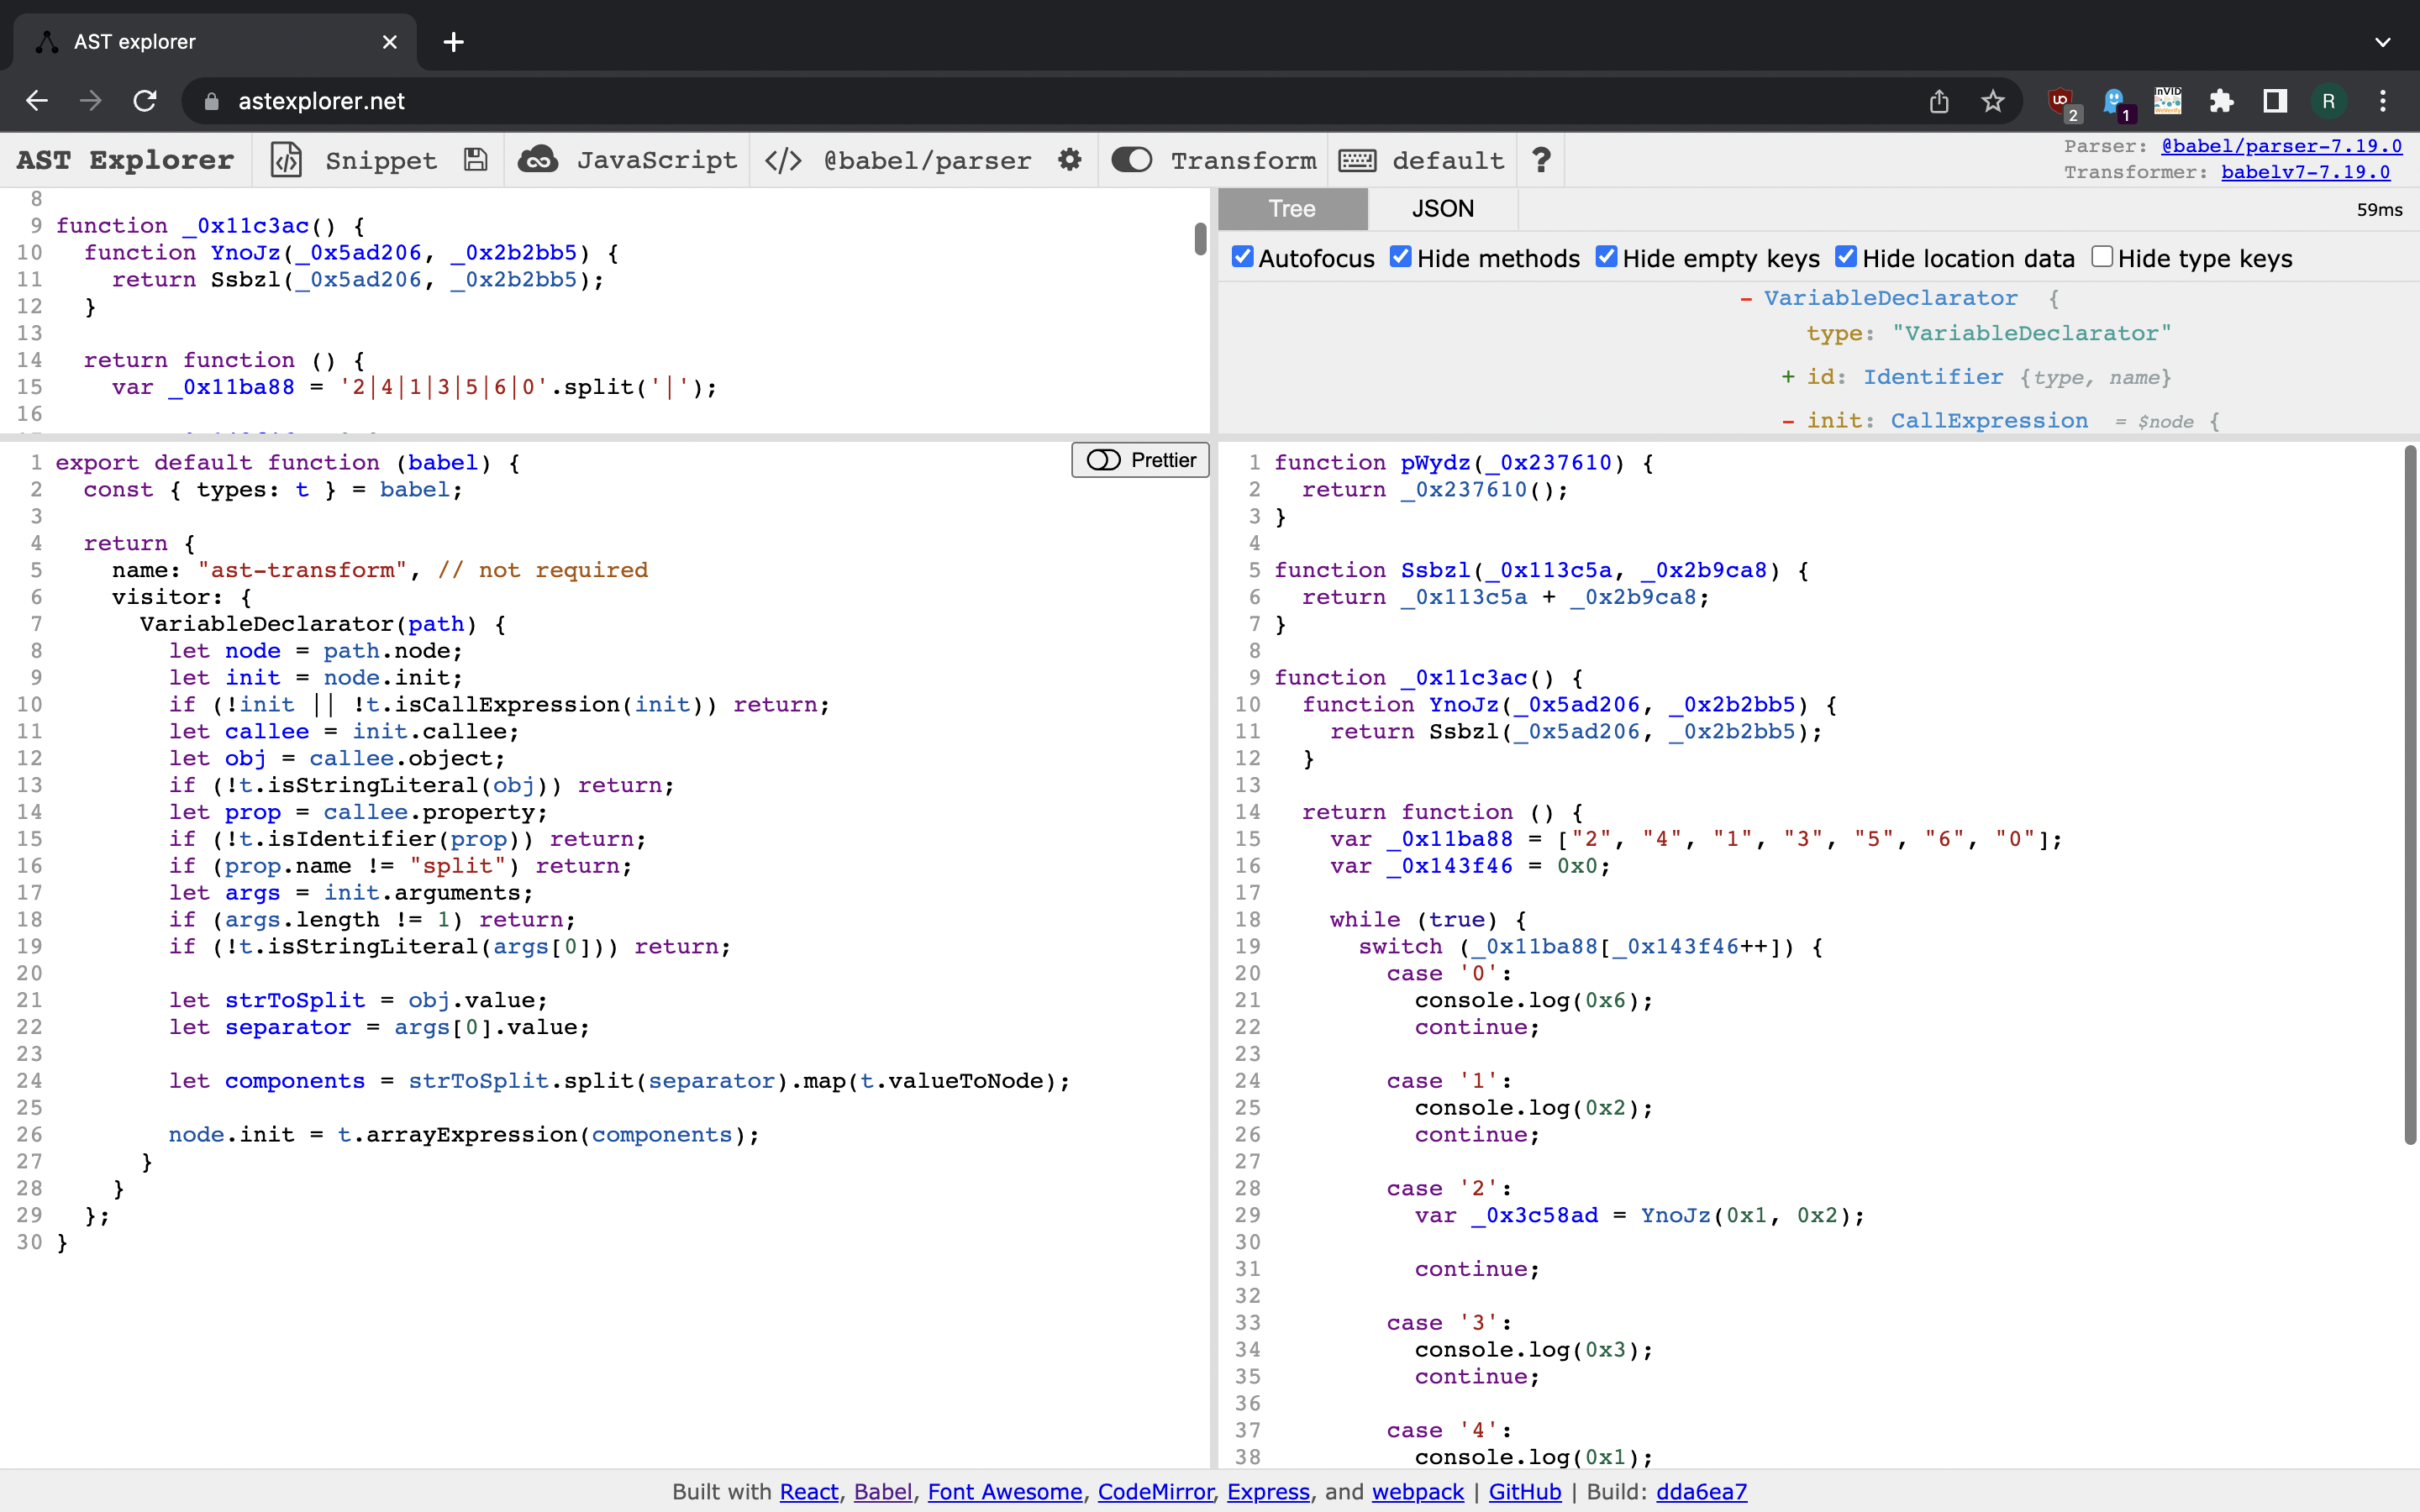 AST explorer
astexplorer.net
2
1
InVID
R
AST Explorer Snippet JavaScript </> @babel/parser Transform default ?
Parser: @babel/parser-7.19.0
Transformer: babelv7-7.19.0
8
9 function _0x11c3ac() {
10 function YnoJz(_0x5ad206, _0x2b2bb5) {
11 return Ssbzl(_0x5ad206, _0x2b2bb5);
12 }
13
14 return function () {
15 var _0x11ba88 = '2|4|1|3|5|6|0'.split('|');
16
Tree JSON 59ms
Autofocus Hide methods Hide empty keys Hide location data Hide type keys
- VariableDeclarator {
type: "VariableDeclarator"
+ id: Identifier {type, name}
- init: CallExpression = $node {
Prettier
1 export default function (babel) {
2 const { types: t } = babel;
3
4 return {
5 name: "ast-transform", // not required
6 visitor: {
7 VariableDeclarator(path) {
8 let node = path.node;
9 let init = node.init;
10 if (!init || !t.isCallExpression(init)) return;
11 let callee = init.callee;
12 let obj = callee.object;
13 if (!t.isStringLiteral(obj)) return;
14 let prop = callee.property;
15 if (!t.isIdentifier(prop)) return;
16 if (prop.name != "split") return;
17 let args = init.arguments;
18 if (args.length != 1) return;
19 if (!t.isStringLiteral(args[0])) return;
20
21 let strToSplit = obj.value;
22 let separator = args[0].value;
23
24 let components = strToSplit.split(separator).map(t.valueToNode);
25
26 node.init = t.arrayExpression(components);
27 }
28 }
29 };
30 }
1 function pWydz(_0x237610) {
2 return _0x237610();
3 }
4
5 function Ssbzl(_0x113c5a, _0x2b9ca8) {
6 return _0x113c5a + _0x2b9ca8;
7 }
8
9 function _0x11c3ac() {
10 function YnoJz(_0x5ad206, _0x2b2bb5) {
11 return Ssbzl(_0x5ad206, _0x2b2bb5);
12 }
13
14 return function () {
15 var _0x11ba88 = ["2", "4", "1", "3", "5", "6", "0"];
16 var _0x143f46 = 0x0;
17
18 while (true) {
19 switch (_0x11ba88[_0x143f46++]) {
20 case '0':
21 console.log(0x6);
22 continue;
23
24 case '1':
25 console.log(0x2);
26 continue;
27
28 case '2':
29 var _0x3c58ad = YnoJz(0x1, 0x2);
30
31 continue;
32
33 case '3':
34 console.log(0x3);
35 continue;
36
37 case '4':
38 console.log(0x1);
Built with React, Babel, Font Awesome, CodeMirror, Express, and webpack | GitHub | Build: dda6ea7